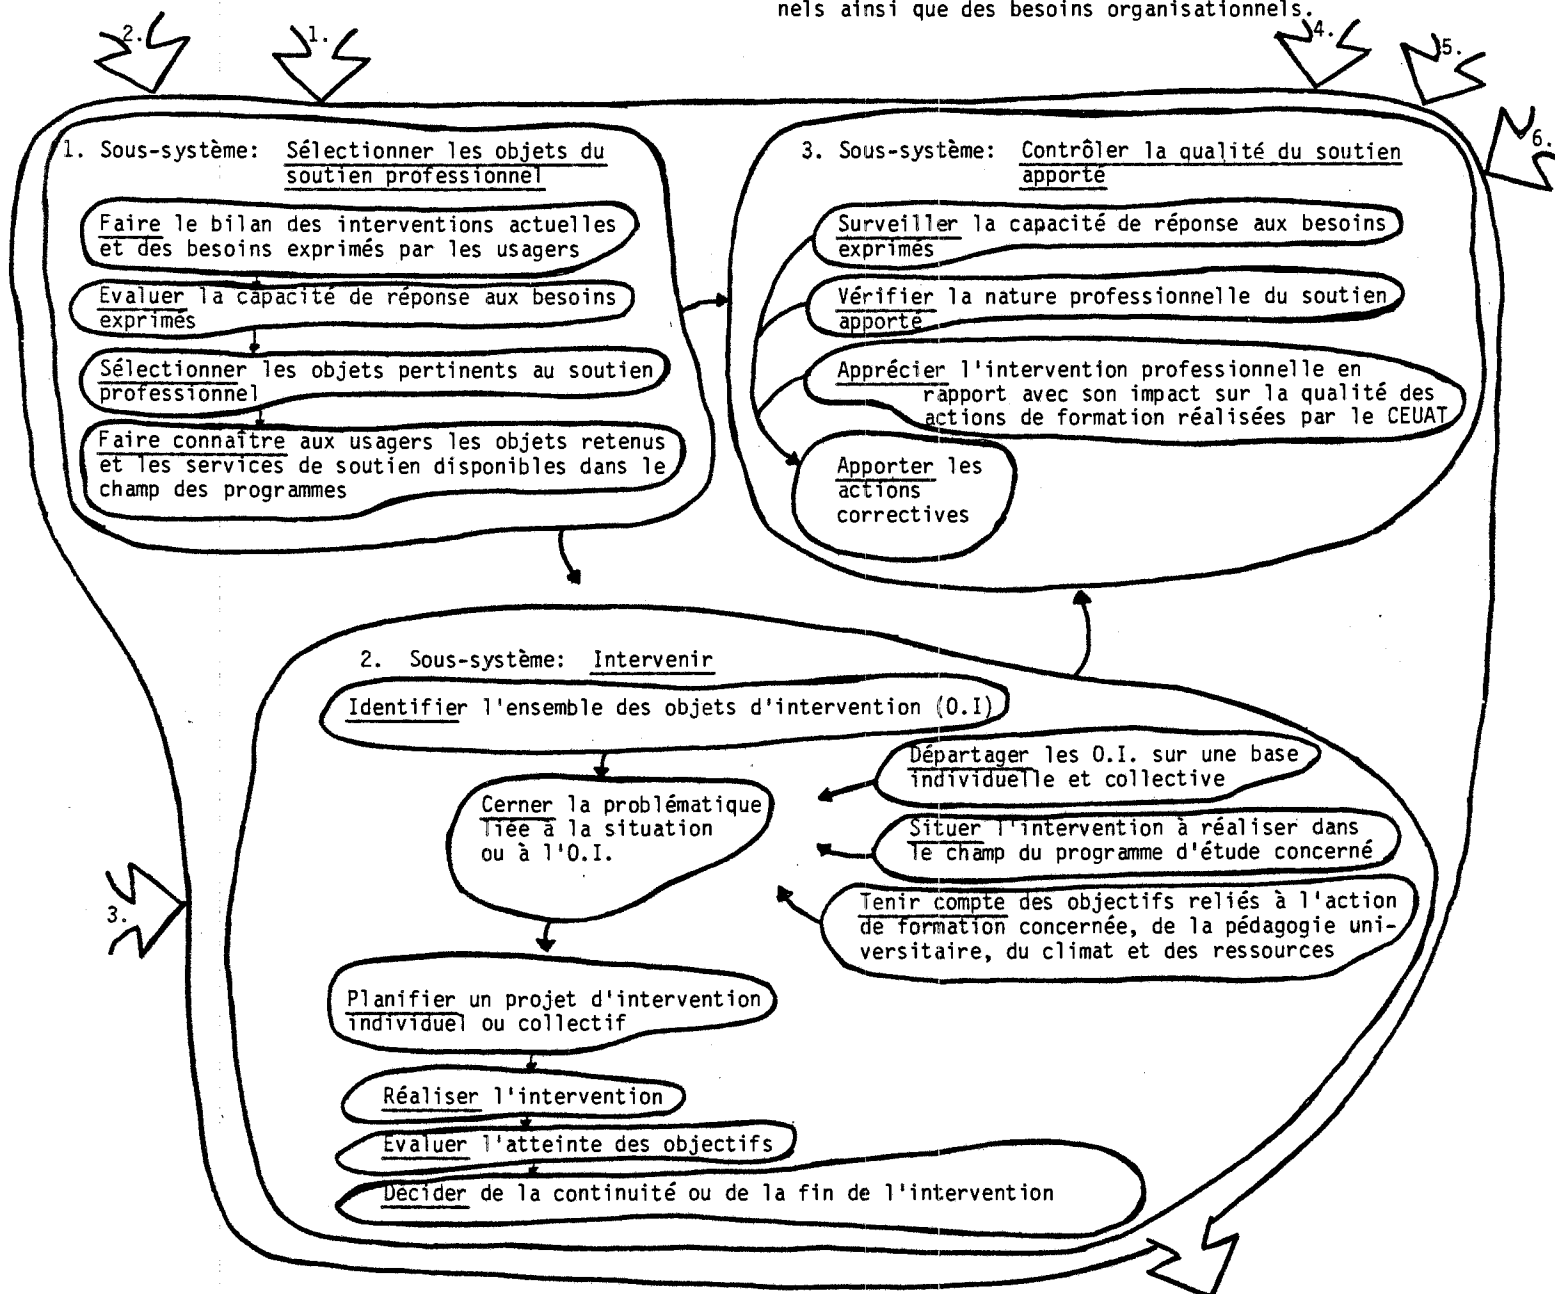 nels ainsi que des besoins organisationnels.
2.
1.
4.
5.
6.
1. Sous-système: Sélectionner les objets du
soutien professionnel
Faire le bilan des interventions actuelles
et des besoins exprimés par les usagers
Evaluer la capacité de réponse aux besoins
exprimés
Sélectionner les objets pertinents au soutien
professionnel
Faire connaître aux usagers les objets retenus
et les services de soutien disponibles dans le
champ des programmes
3. Sous-système: Contrôler la qualité du soutien
apporté
Surveiller la capacité de réponse aux besoins
exprimés
Vérifier la nature professionnelle du soutien
apporté
Apprécier l'intervention professionnelle en
rapport avec son impact sur la qualité des
actions de formation réalisées par le CEUAT
Apporter les
actions
correctives
2. Sous-système: Intervenir
Identifier l'ensemble des objets d'intervention (O.I)
Cerner la problématique
liée à la situation
ou à l'O.I.
Départager les O.I. sur une base
individuelle et collective
Situer l'intervention à réaliser dans
le champ du programme d'étude concerné
Tenir compte des objectifs reliés à l'action
de formation concernée, de la pédagogie uni-
versitaire, du climat et des ressources
3.
Planifier un projet d'intervention
individuel ou collectif
Réaliser l'intervention
Evaluer l'atteinte des objectifs
Décider de la continuité ou de la fin de l'intervention